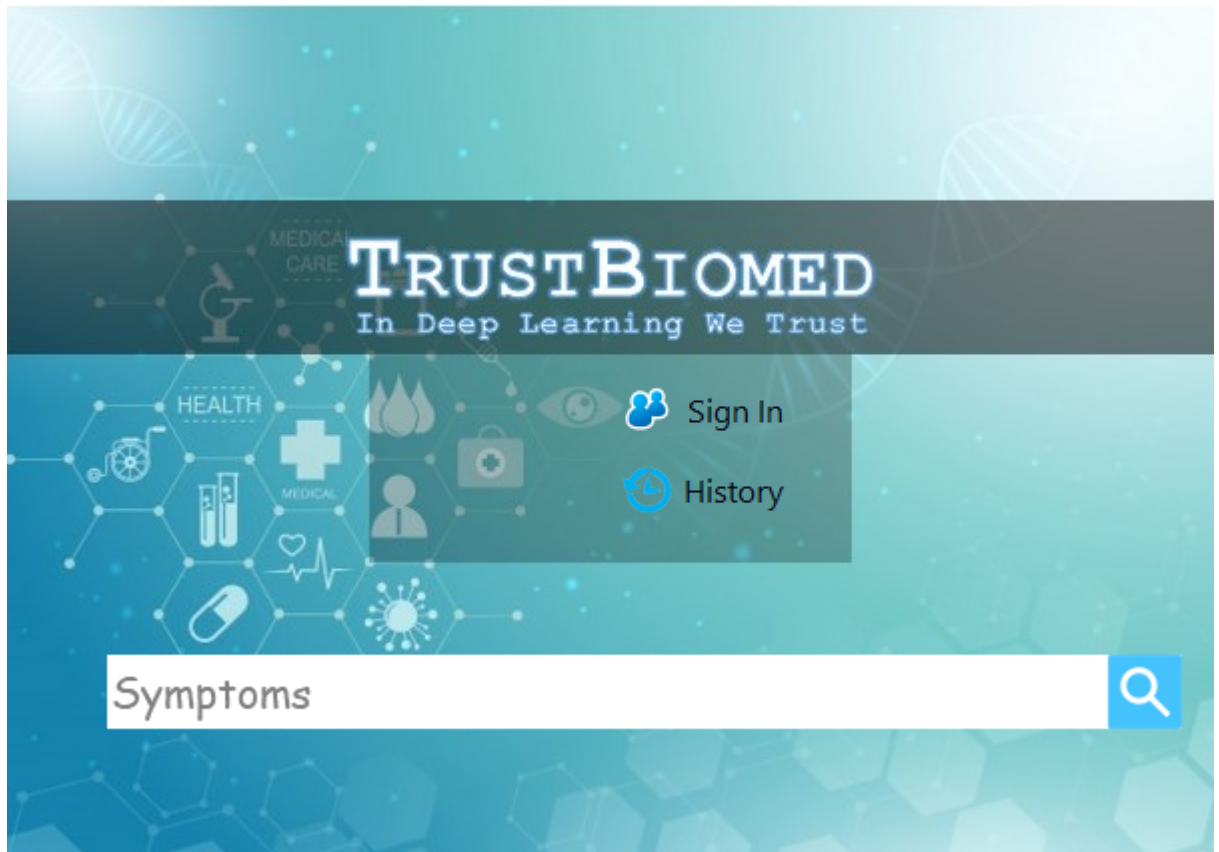 MEDICAL
CARE
TRUSTBIOMED
In Deep Learning We Trust
HEALTH
Sign In
MEDICAL
History
Symptoms